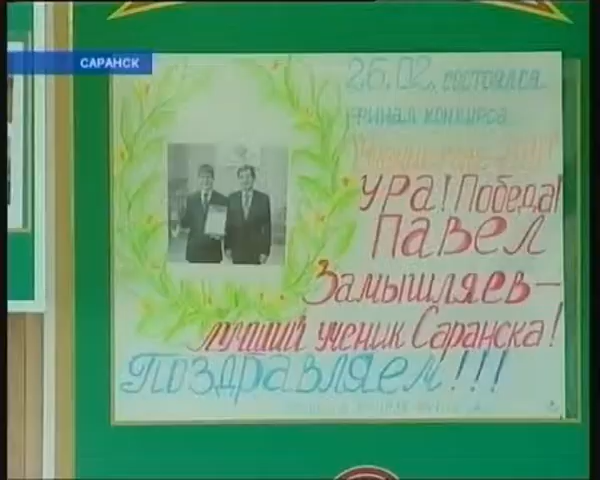 САРАНСК
26.02. состоялся
финал конкурса
УРА! Победа!
ПАВЕЛ
Замышляев –
лучший ученик Саранска!
Поздравляем!!!